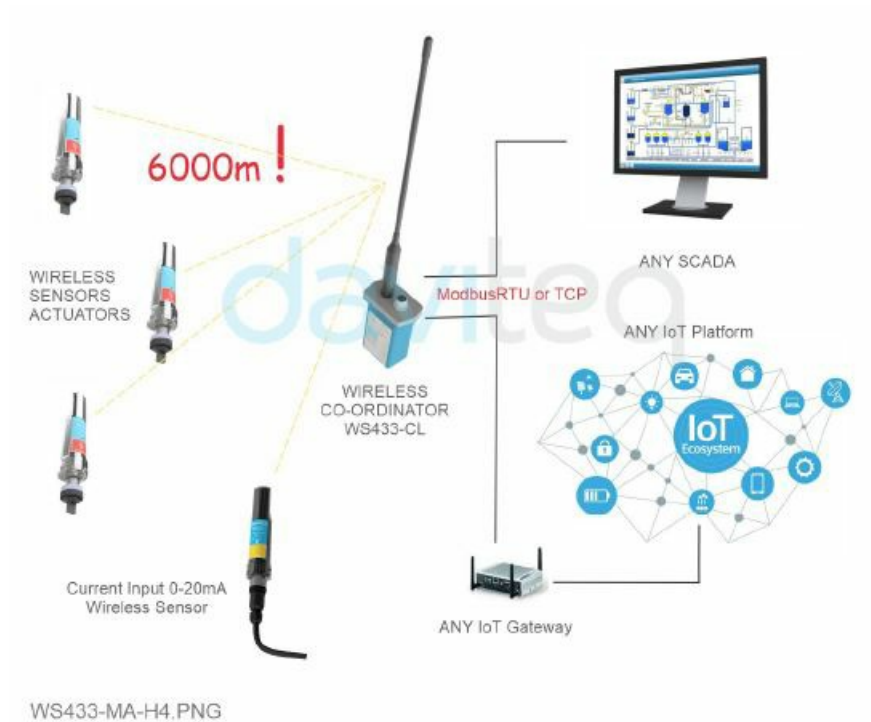 6000m !
WIRELESS
SENSORS
ACTUATORS
daviteq
ModbusRTU or TCP
WIRELESS
CO-ORDINATOR
WS433-CL
ANY SCADA
ANY IoT Platform
IoT
Ecosystem
Current Input 0-20mA
Wireless Sensor
ANY IoT Gateway
WS433-MA-H4.PNG